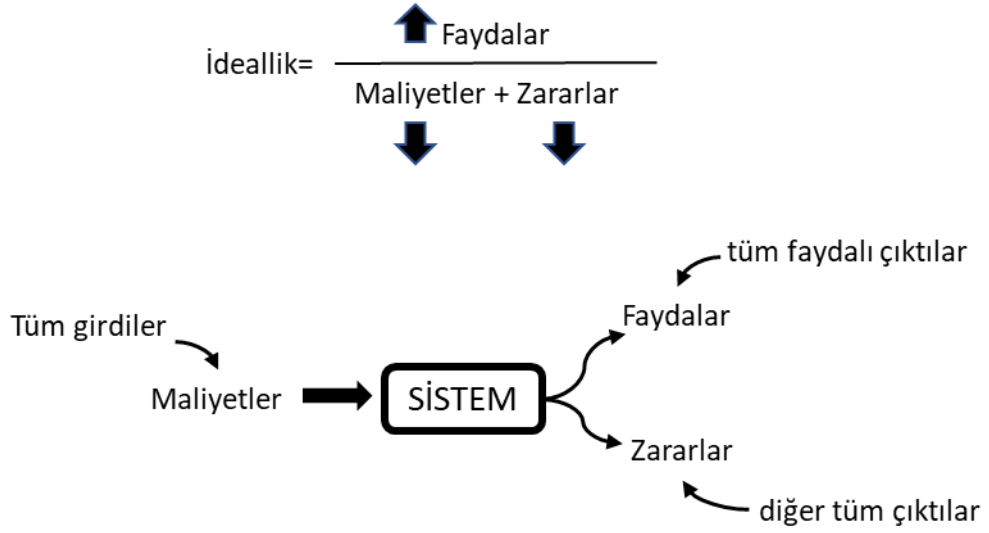 Faydalar
İdeallik=
Maliyetler + Zararlar
tüm faydalı çıktılar
Faydalar
Tüm girdiler
Maliyetler
SİSTEM
Zararlar
diğer tüm çıktılar